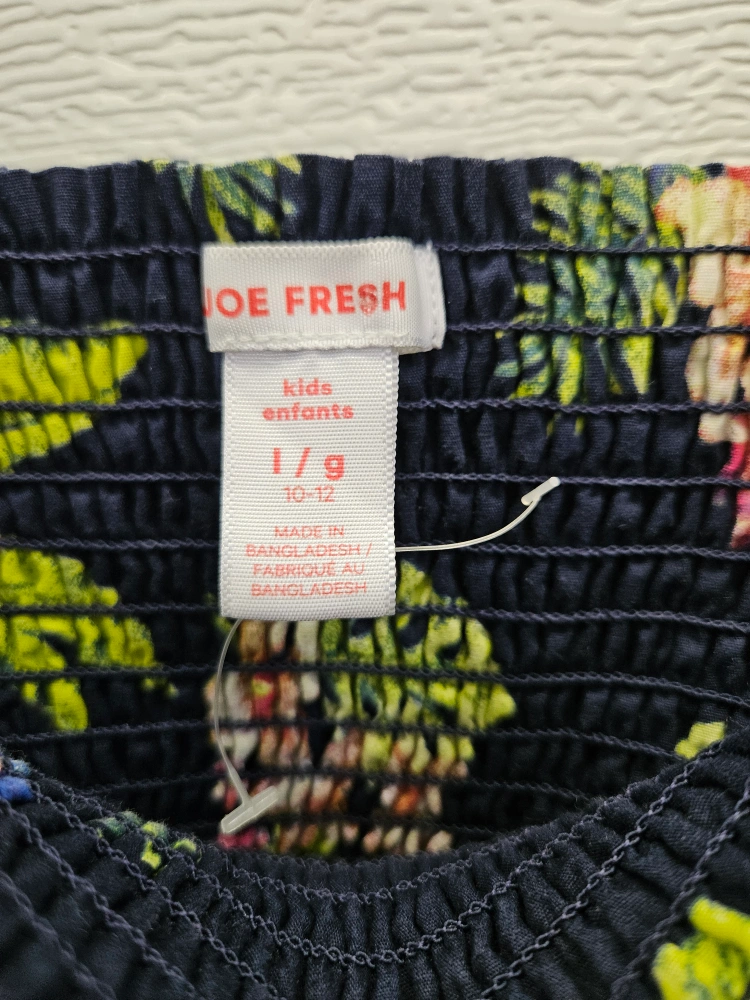 JOE FRESH
kids
enfants
l / g
10-12
MADE IN
BANGLADESH /
FABRIQUÉ AU
BANGLADESH